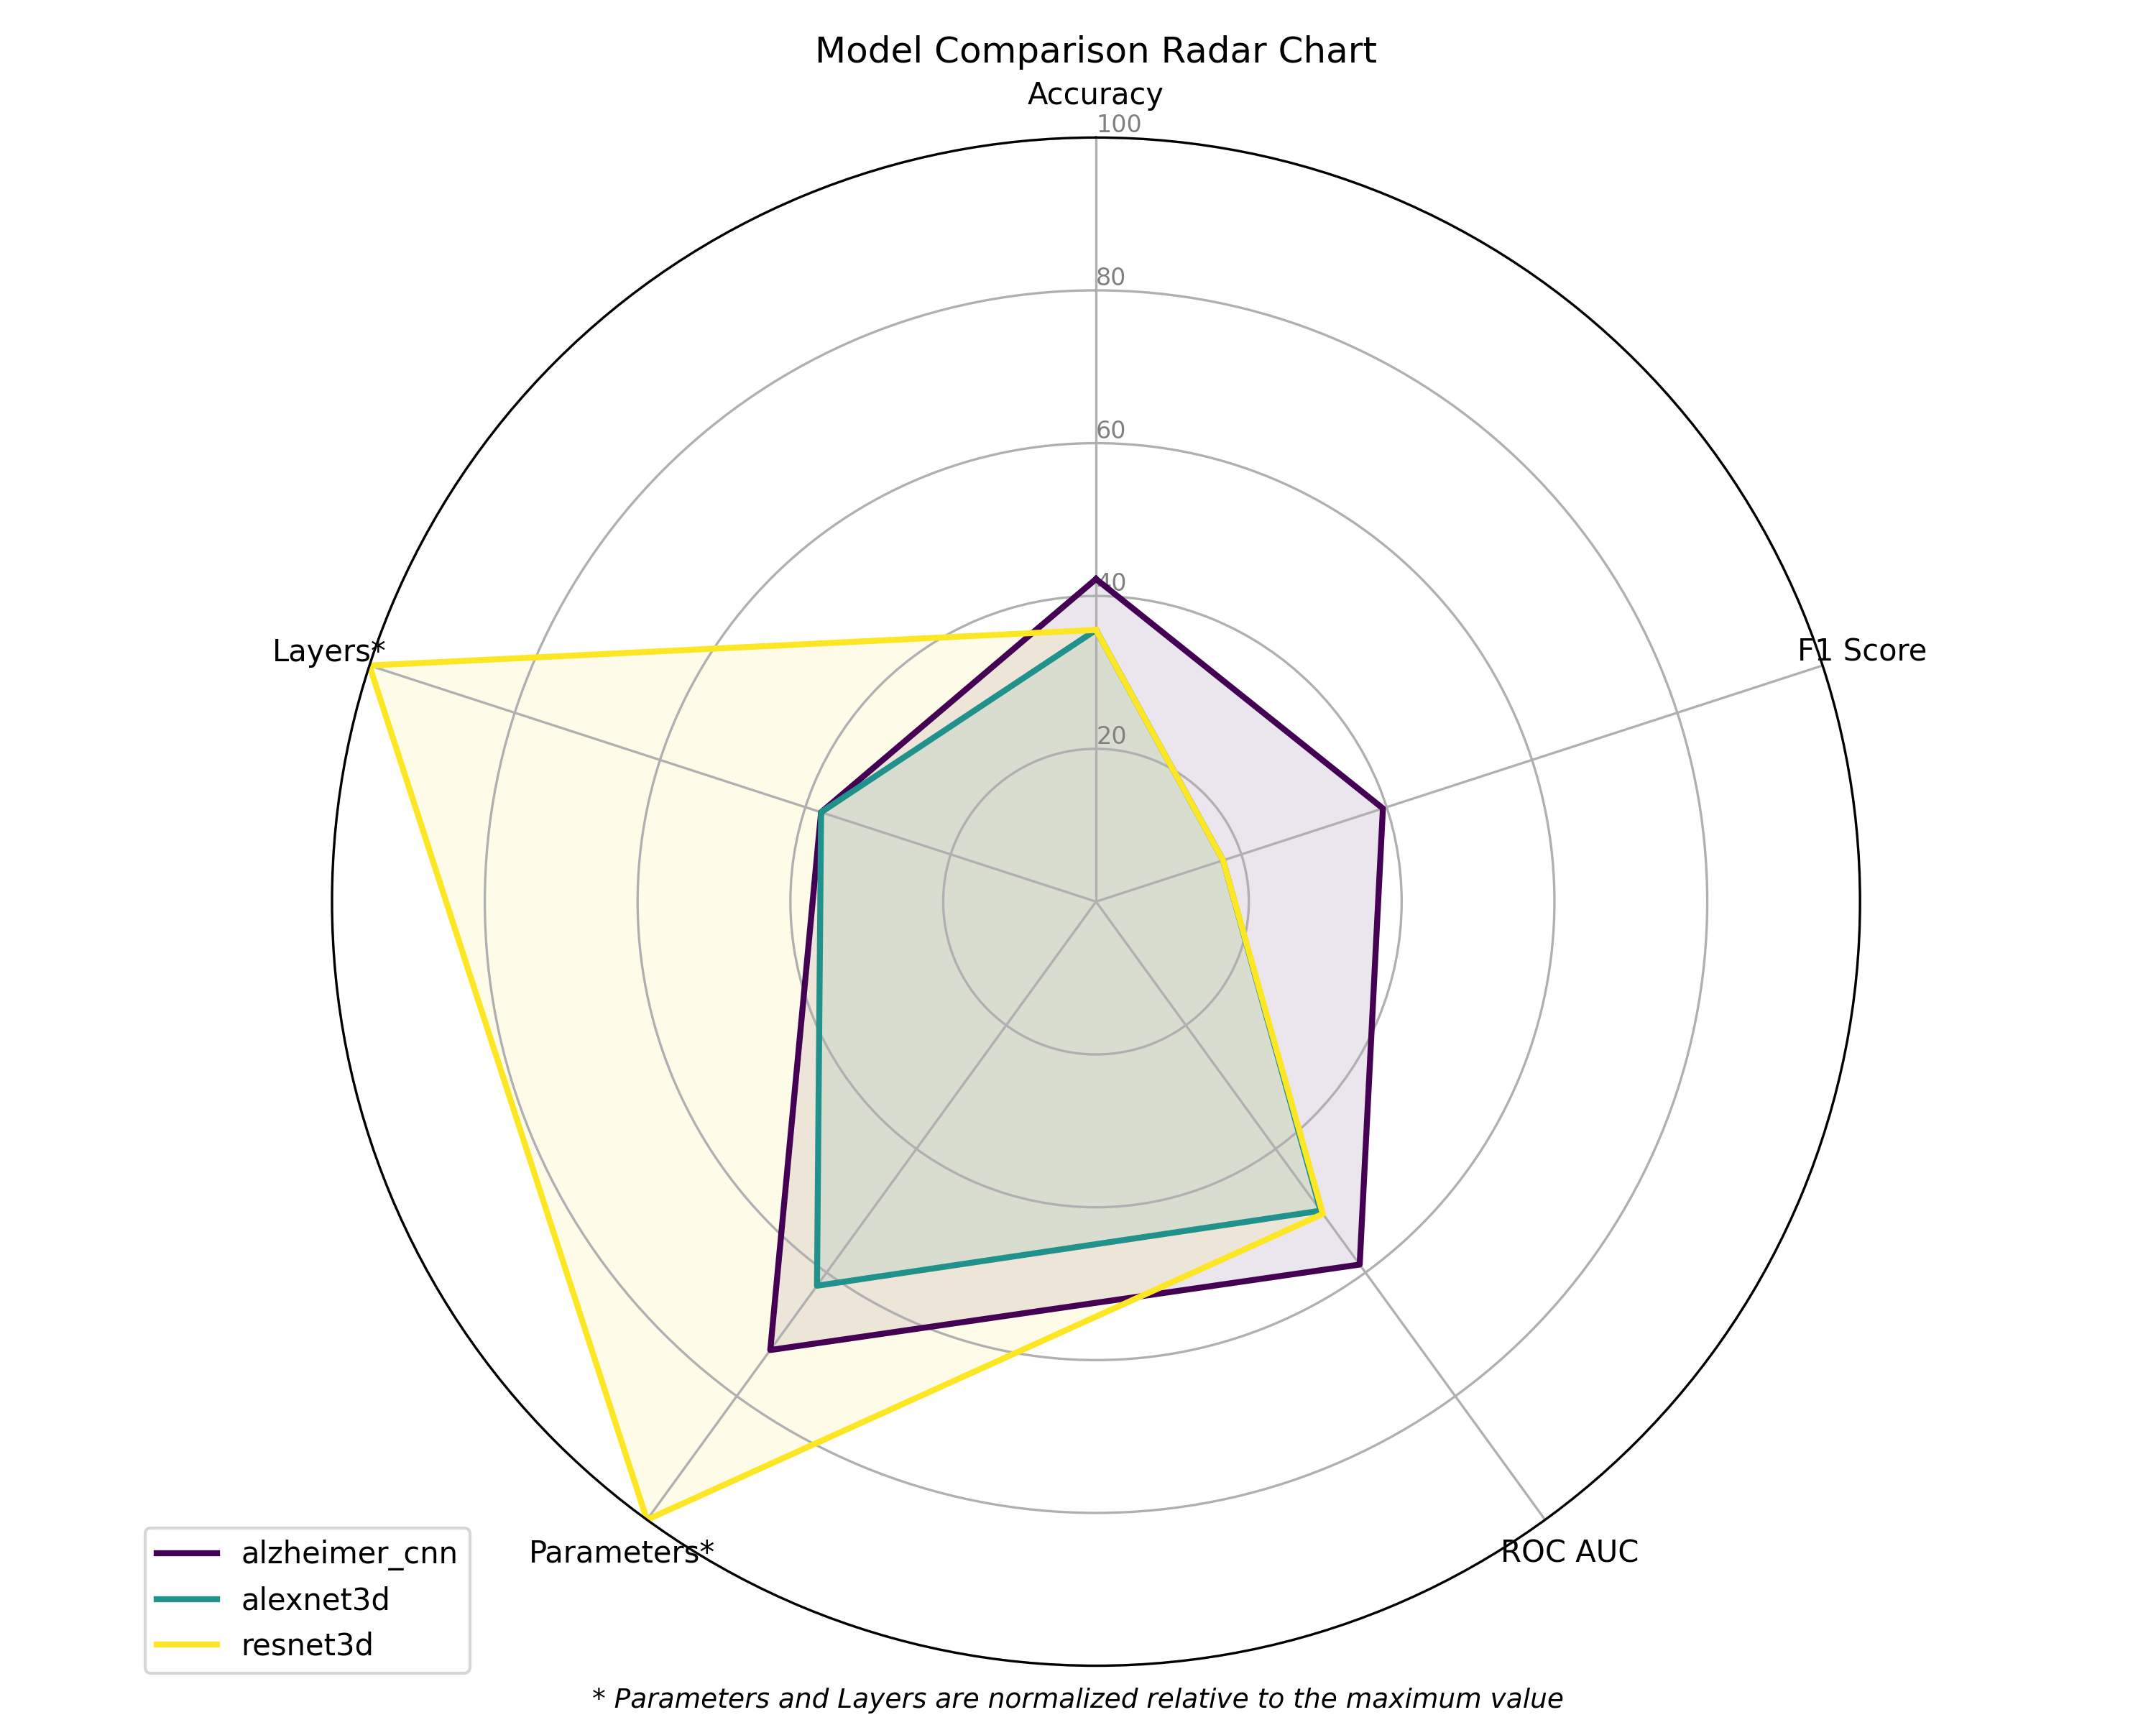 Model Comparison Radar Chart
Accuracy
100
80
60
40
20
Layers*
F1 Score
Parameters*
ROC AUC
alzheimer_cnn
alexnet3d
resnet3d
* Parameters and Layers are normalized relative to the maximum value